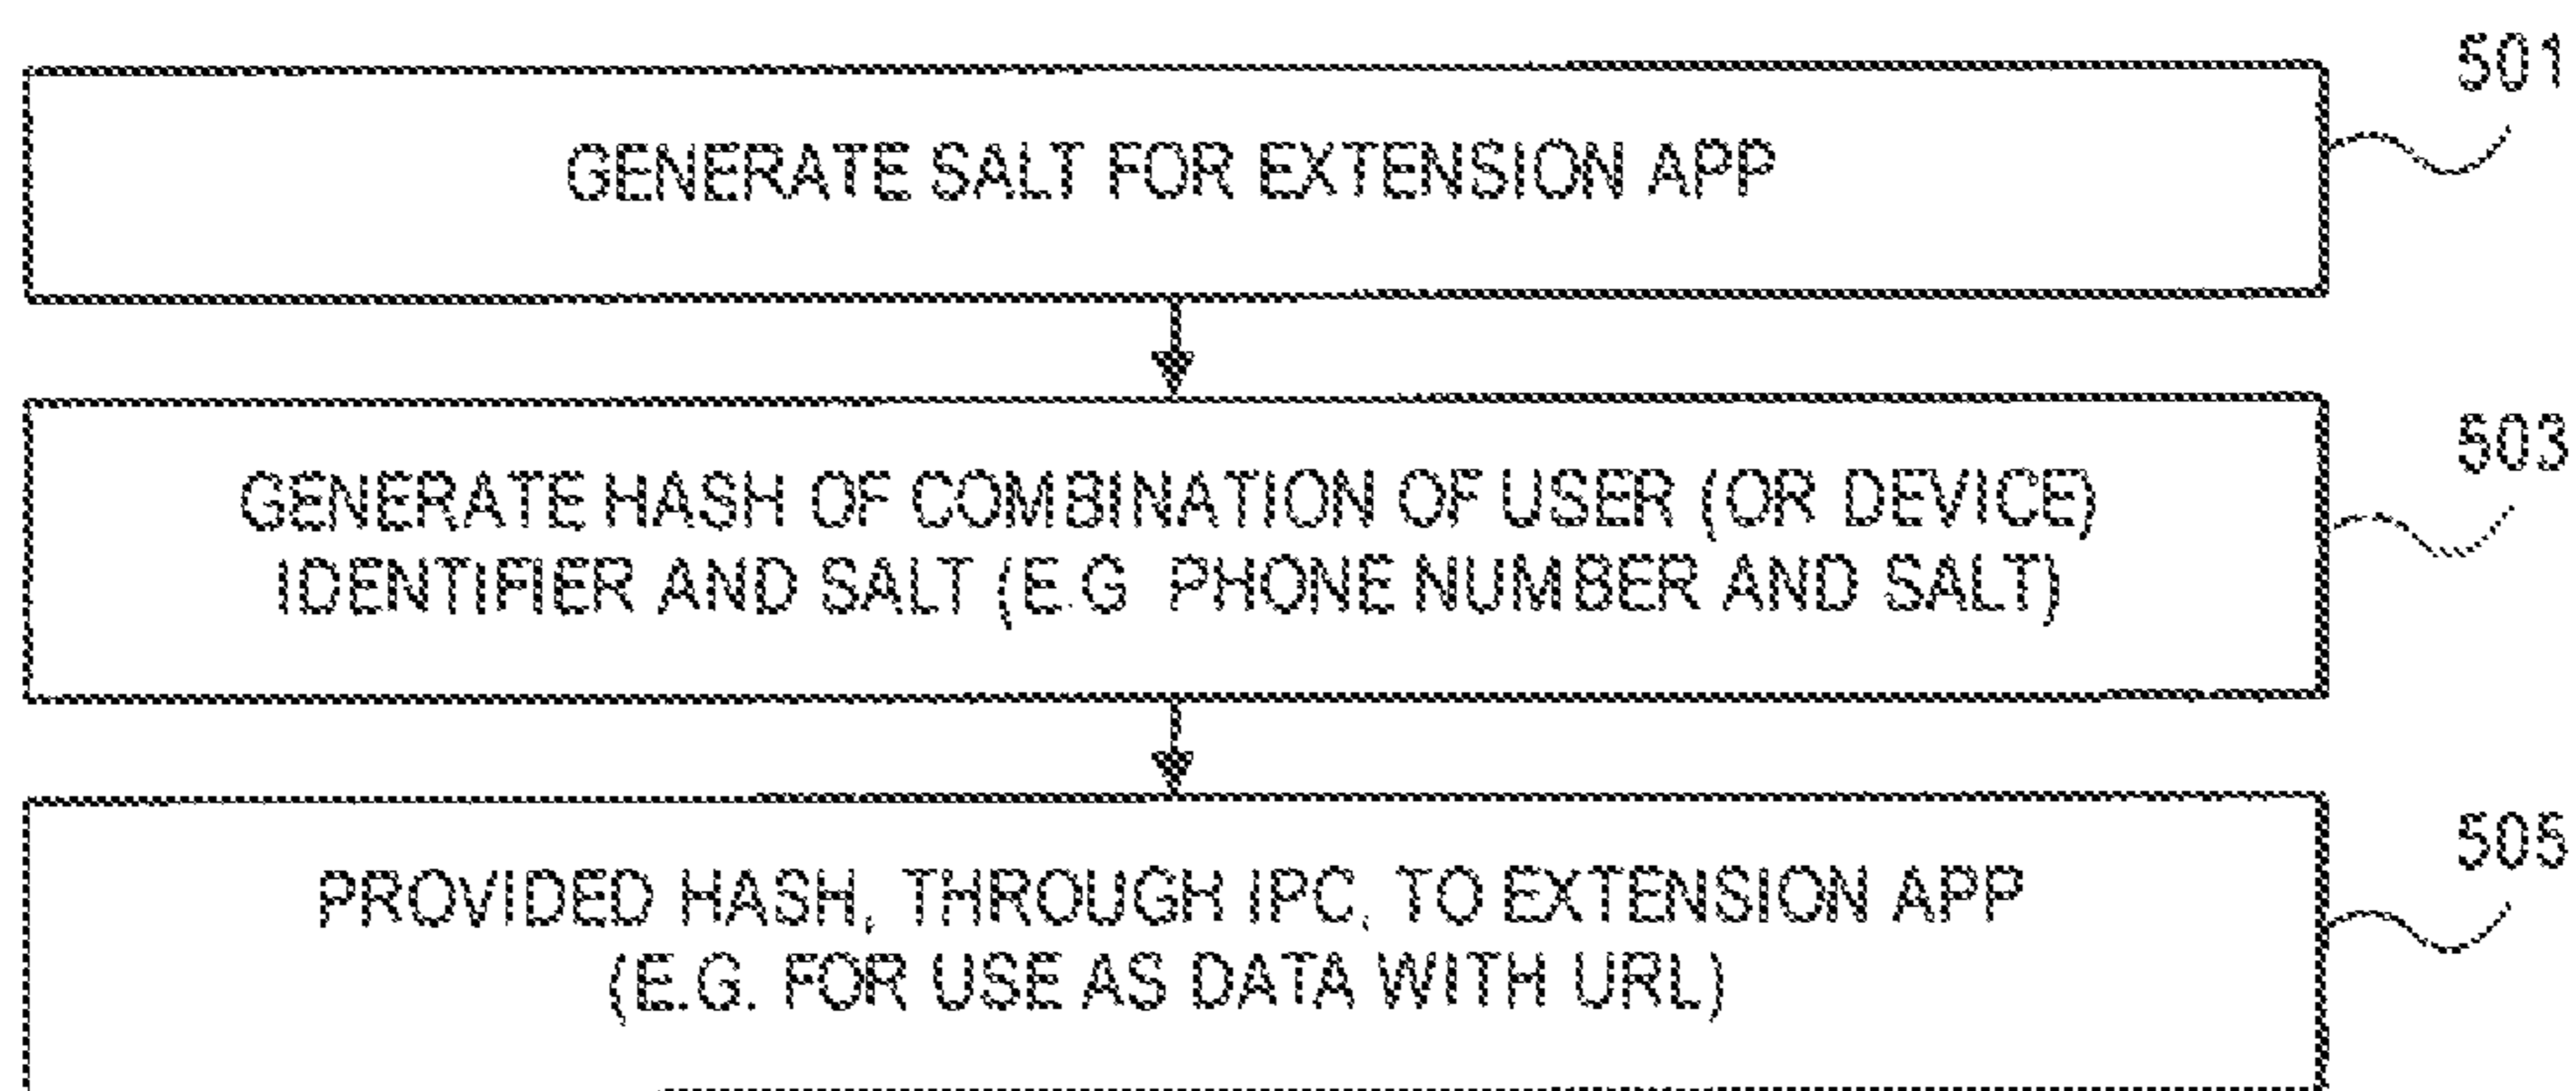 501
GENERATE SALT FOR EXTENSION APP
503
GENERATE HASH OF COMBINATION OF USER (OR DEVICE)
IDENTIFIER AND SALT (E.G PHONE NUMBER AND SALT)
505
PROVIDED HASH, THROUGH IPC, TO EXTENSION APP
(E.G. FOR USE AS DATA WITH URL)